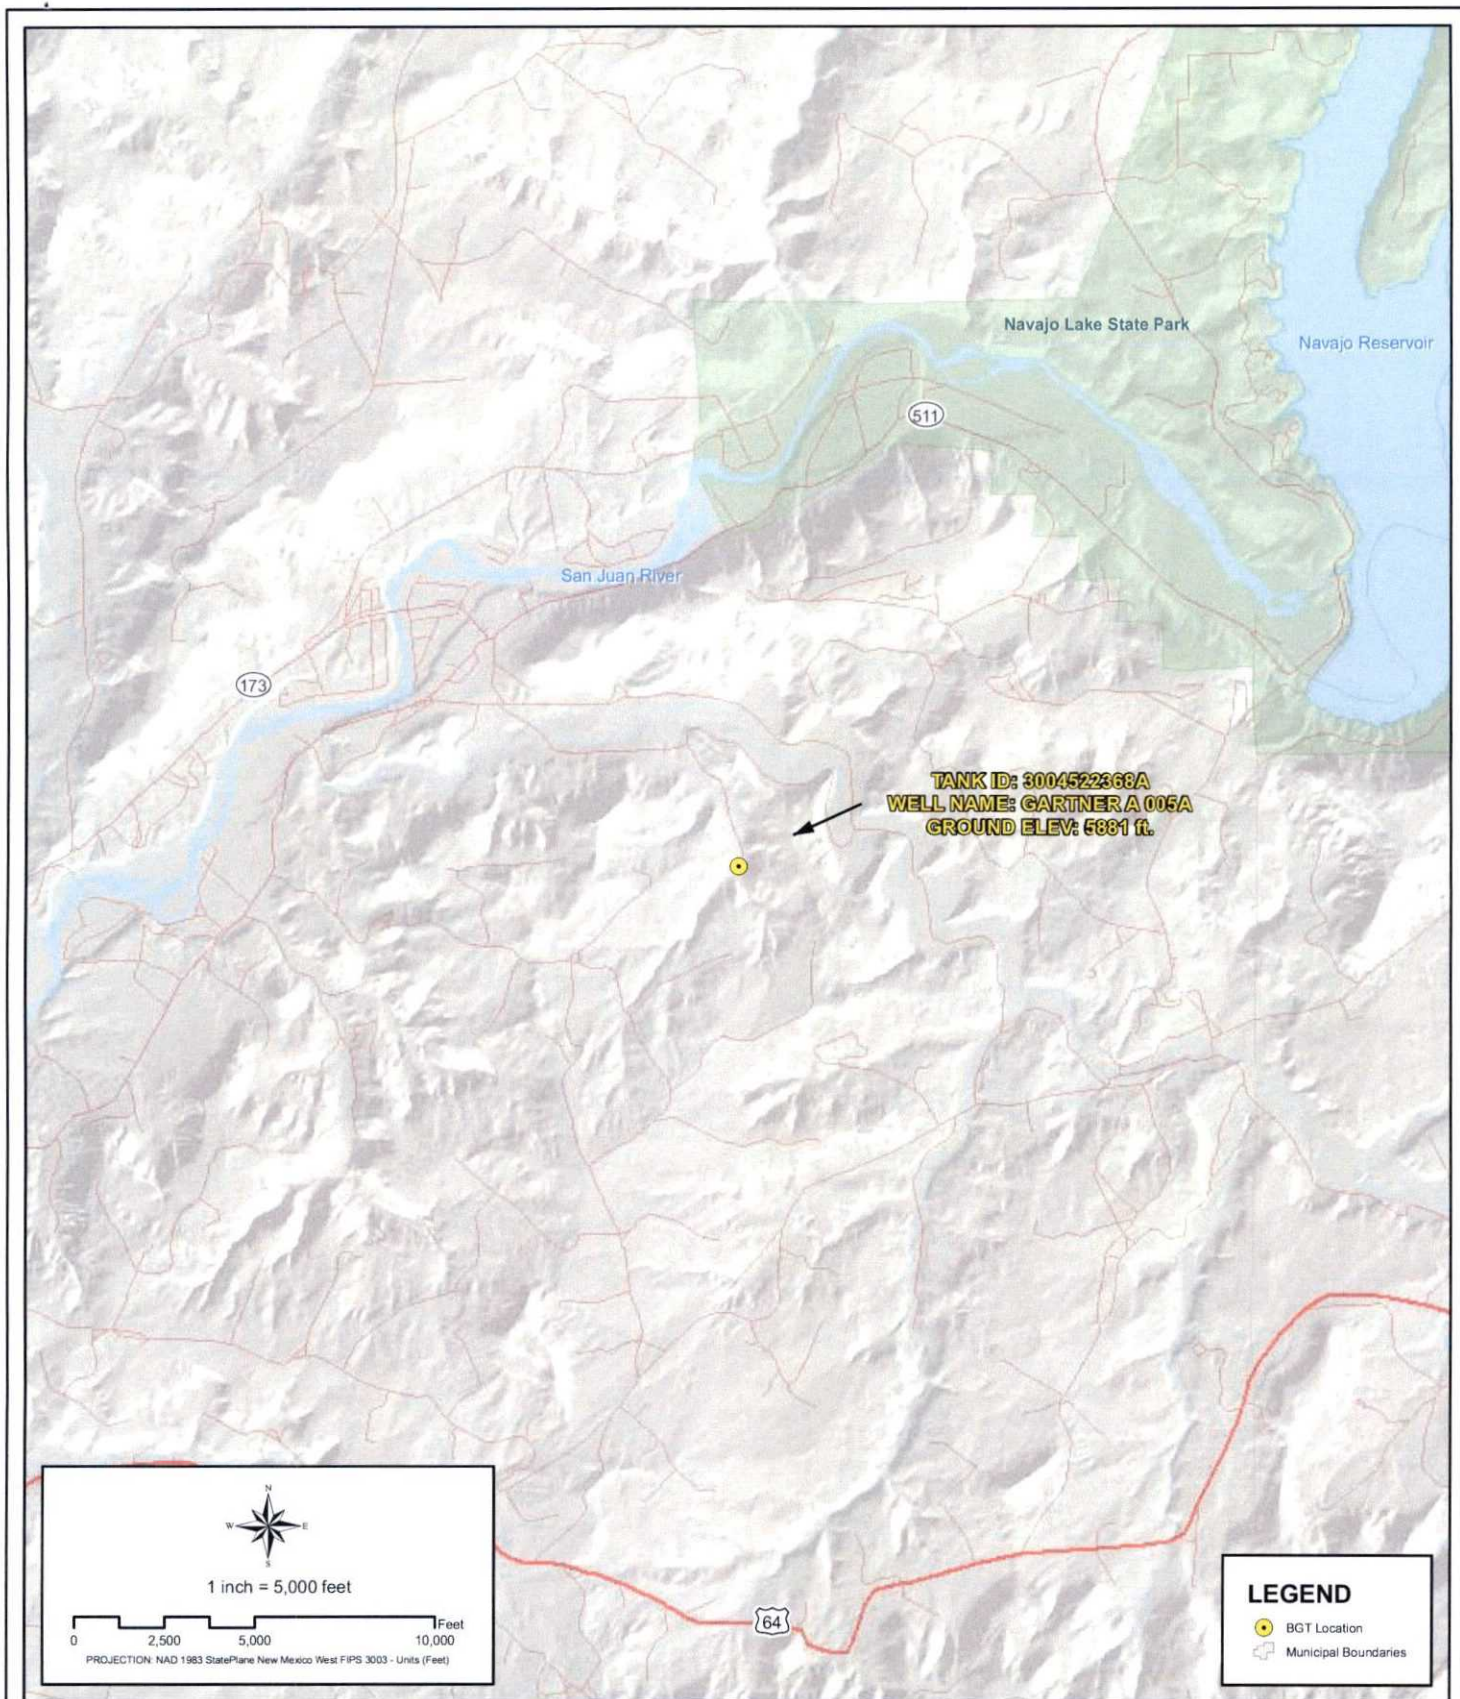 Navajo Lake State Park
Navajo Reservoir
511
San Juan River
173
TANK ID: 3004522368A
WELL NAME: GARTNER A 005A
GROUND ELEV: 5881 ft.
N
W E
S
1 inch = 5,000 feet
Feet
0 2,500 5,000 10,000
PROJECTION: NAD 1983 StatePlane New Mexico West FIPS 3003 - Units (Feet)
64
LEGEND
BGT Location
Municipal Boundaries